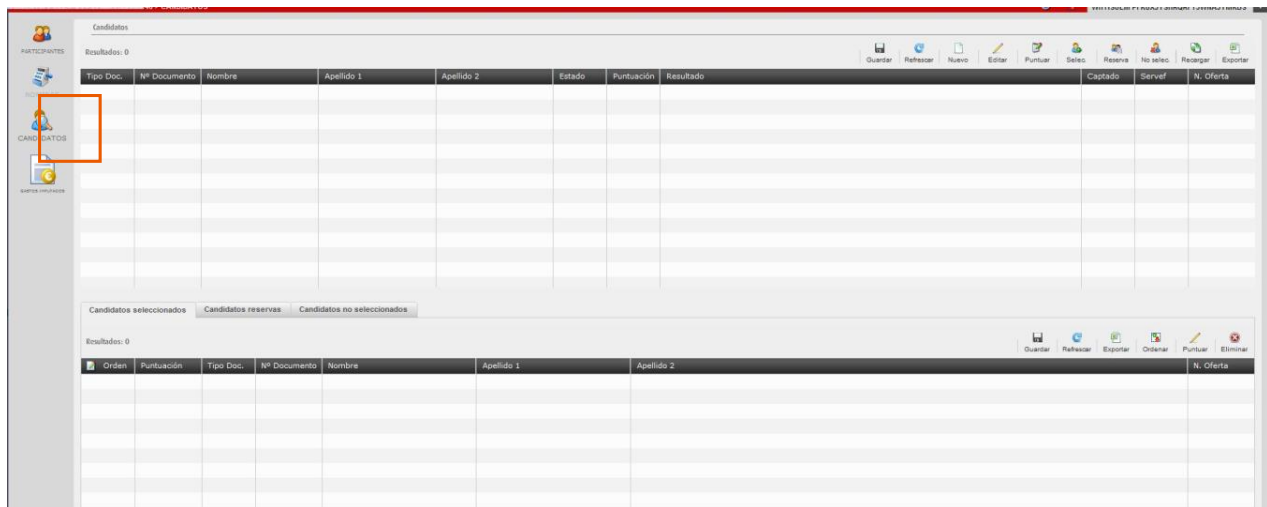 CANDIDATOS
PARTICIPANTES
CANDIDATOS
Candidatos
Resultados: 0
Guardar Refrescar Nuevo Editar Puntuar Selec. Reserva No selec. Recargar Exportar
Tipo Doc. Nº Documento Nombre Apellido 1 Apellido 2 Estado Puntuación Resultado Captado Servef N. Oferta
Candidatos seleccionados Candidatos reservas Candidatos no seleccionados
Resultados: 0
Guardar Refrescar Exportar Ordenar Puntuar Eliminar
Orden Puntuación Tipo Doc. Nº Documento Nombre Apellido 1 Apellido 2 N. Oferta